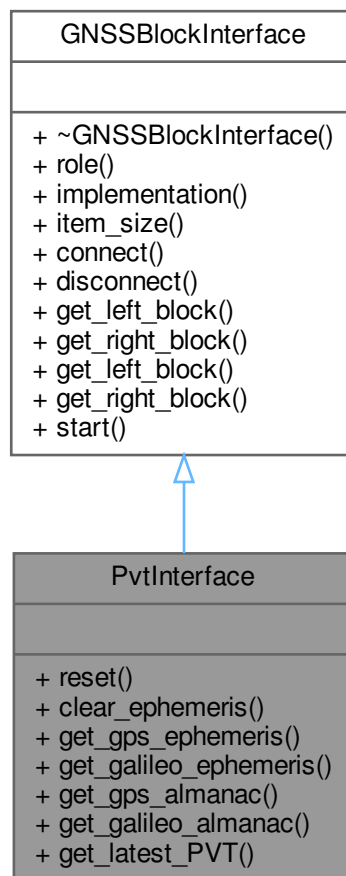 GNSSBlockInterface
+ ~GNSSBlockInterface()
+ role()
+ implementation()
+ item_size()
+ connect()
+ disconnect()
+ get_left_block()
+ get_right_block()
+ get_left_block()
+ get_right_block()
+ start()
PvtInterface
+ reset()
+ clear_ephemeris()
+ get_gps_ephemeris()
+ get_galileo_ephemeris()
+ get_gps_almanac()
+ get_galileo_almanac()
+ get_latest_PVT()